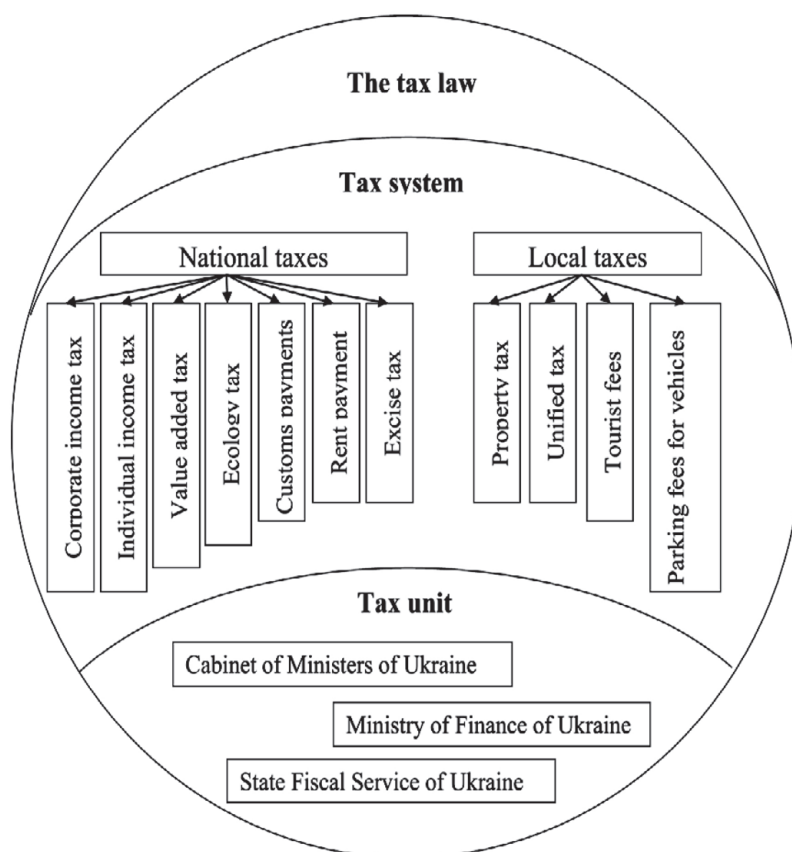 The tax law
Tax system
National taxes
Local taxes
Corporate income tax
Individual income tax
Value added tax
Ecology tax
Customs payments
Rent payment
Excise tax
Property tax
Unified tax
Tourist fees
Parking fees for vehicles
Tax unit
Cabinet of Ministers of Ukraine
Ministry of Finance of Ukraine
State Fiscal Service of Ukraine